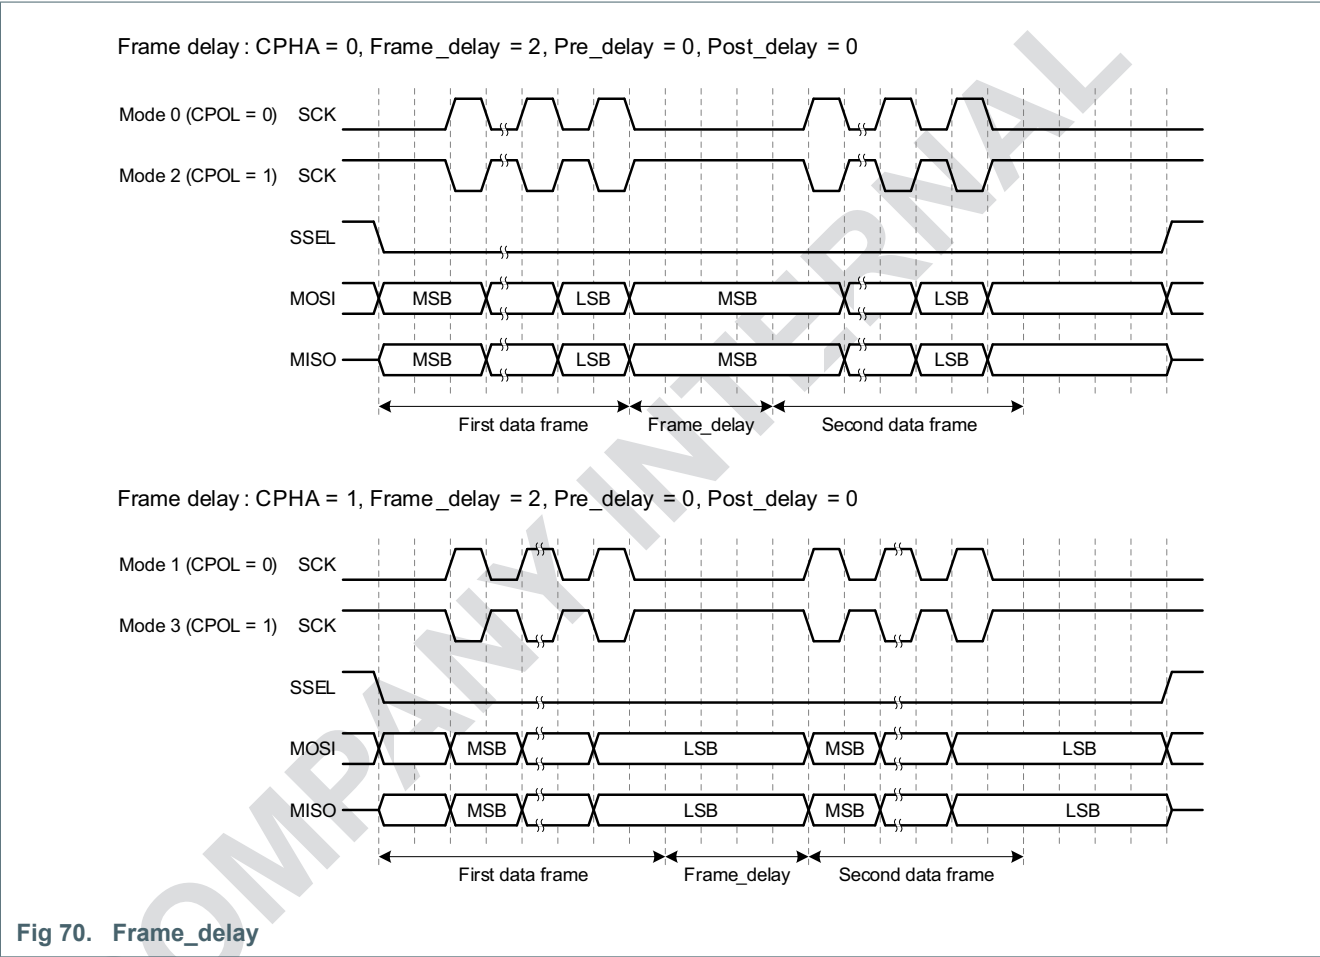 Frame delay : CPHA = 0, Frame_delay = 2, Pre_delay = 0, Post_delay = 0
Mode 0 (CPOL = 0) SCK
Mode 2 (CPOL = 1) SCK
SSEL
MOSI MSB LSB MSB LSB
MISO MSB LSB MSB LSB
First data frame Frame_delay Second data frame
Frame delay : CPHA = 1, Frame_delay = 2, Pre_delay = 0, Post_delay = 0
Mode 1 (CPOL = 0) SCK
Mode 3 (CPOL = 1) SCK
SSEL
MOSI MSB LSB MSB LSB
MISO MSB LSB MSB LSB
First data frame Frame_delay Second data frame
Fig 70. Frame_delay
OMPANY INTERNAL